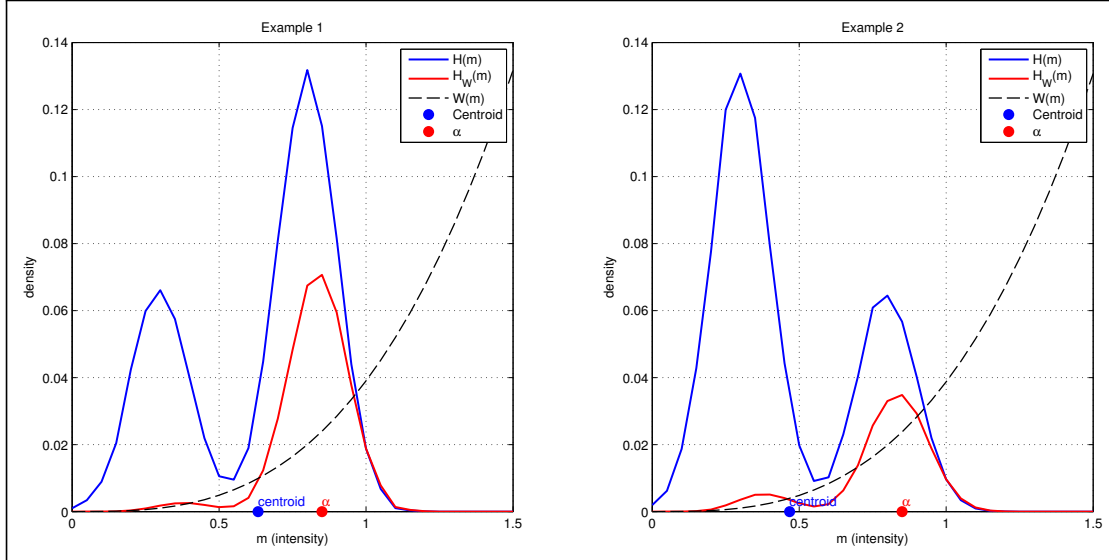 Example 1
0.14
0.12
0.1
0.08
0.06
0.04
0.02
0
density
H(m)
H_W(m)
W(m)
Centroid
α
centroid
α
0
0.5
1
1.5
m (intensity)
Example 2
0.14
0.12
0.1
0.08
0.06
0.04
0.02
0
density
H(m)
H_W(m)
W(m)
Centroid
α
centroid
α
0
0.5
1
1.5
m (intensity)